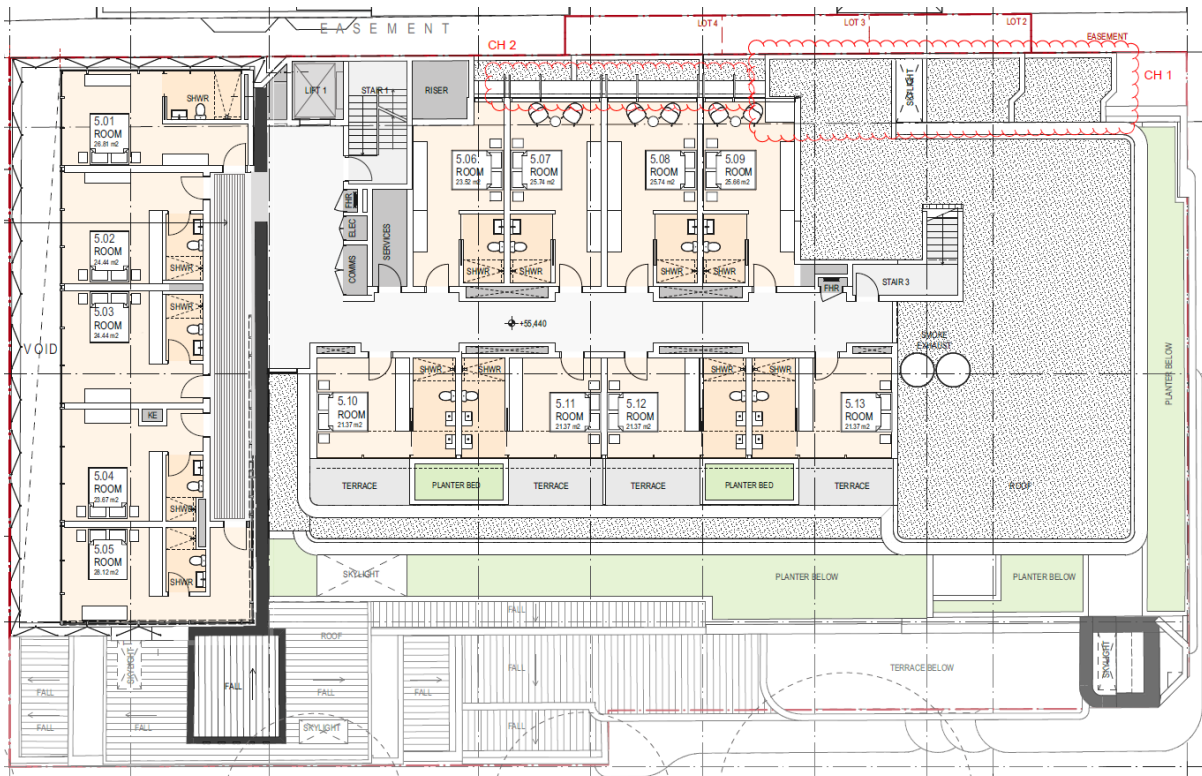 EASEMENT
LOT 4
LOT 3
LOT 2
EASEMENT
CH 2
CH 1
LIFT 1
STAIR 1
RISER
SKYLIGHT
SHWR
5.01
ROOM
26.81 m2
5.02
ROOM
24.44 m2
SHWR
5.03
ROOM
24.44 m2
SHWR
VOID
KE
5.04
ROOM
23.67 m2
SHWR
5.05
ROOM
28.12 m2
SHWR
FHR
ELEC
COMMS
SERVICES
5.06
ROOM
23.52 m2
5.07
ROOM
25.74 m2
5.08
ROOM
25.74 m2
5.09
ROOM
25.66 m2
SHWR
SHWR
SHWR
SHWR
FHR
STAIR 3
+55,440
SMOKE
EXHAUST
PLANTER BELOW
SHWR
SHWR
SHWR
SHWR
5.10
ROOM
21.37 m2
5.11
ROOM
21.37 m2
5.12
ROOM
21.37 m2
5.13
ROOM
21.37 m2
TERRACE
PLANTER BED
TERRACE
TERRACE
PLANTER BED
TERRACE
ROOF
SKYLIGHT
PLANTER BELOW
PLANTER BELOW
FALL
ROOF
SKYLIGHT
FALL
FALL
FALL
FALL
FALL
FALL
TERRACE BELOW
SKYLIGHT
FALL
FALL
SKYLIGHT
FALL